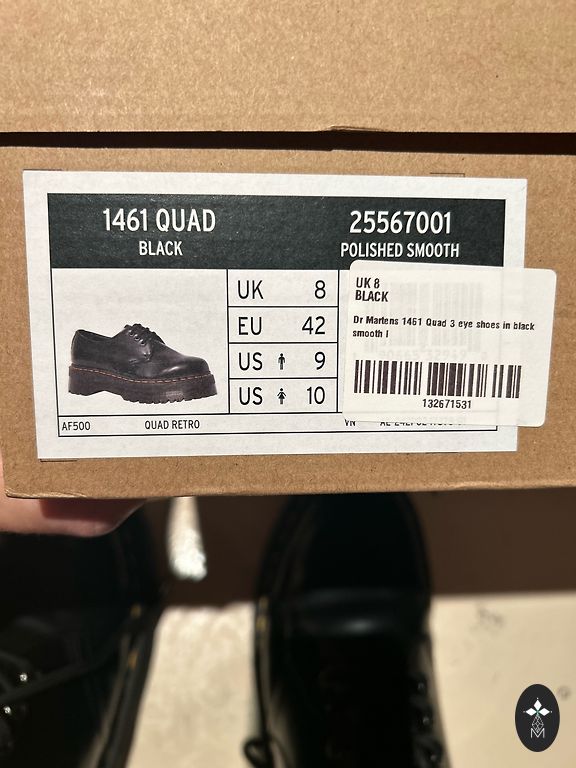 1461 QUAD
BLACK
25567001
POLISHED SMOOTH
UK 8
EU 42
US 9
US 10
AF500
QUAD RETRO
VN
UK 8
BLACK
Dr Martens 1461 Quad 3 eye shoes in black
smooth l
132671531